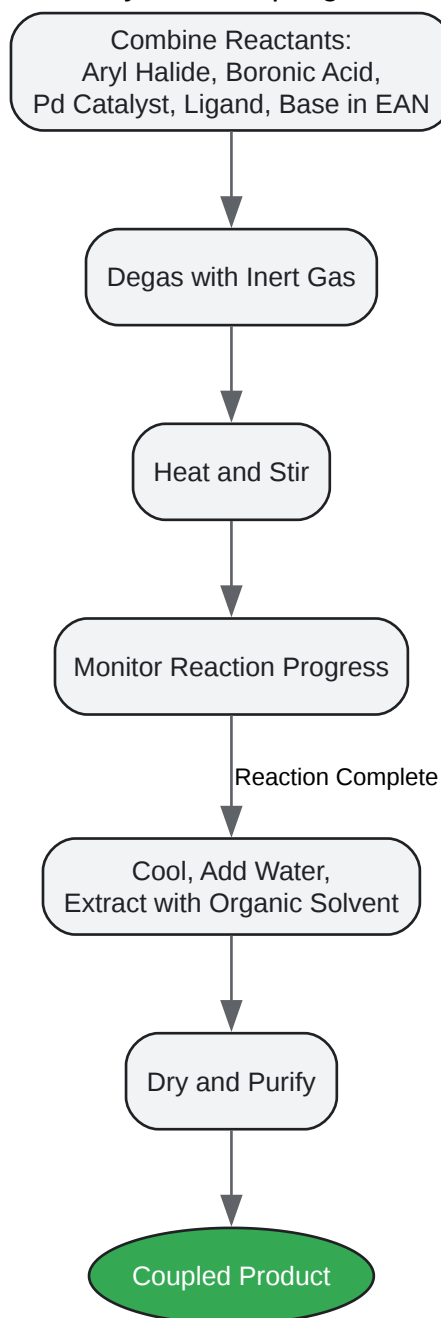 Combine Reactants:
Aryl Halide, Boronic Acid,
Pd Catalyst, Ligand, Base in EAN
Degas with Inert Gas
Heat and Stir
Monitor Reaction Progress
Reaction Complete
Cool, Add Water,
Extract with Organic Solvent
Dry and Purify
Coupled Product